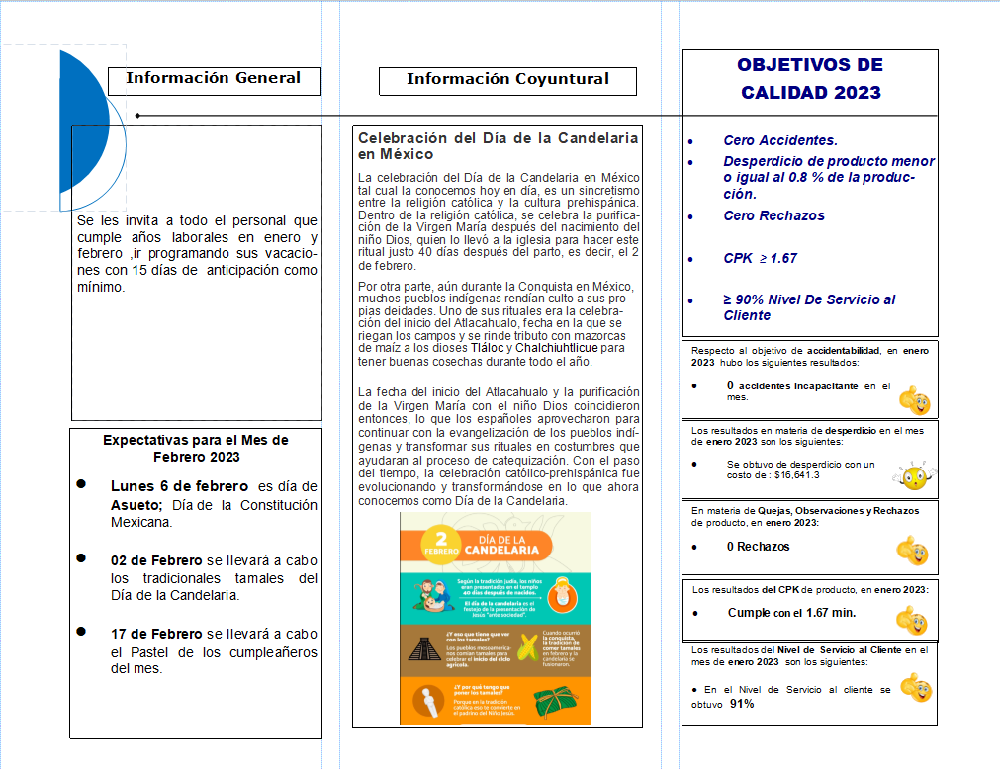 Información General
Se les invita a todo el personal que
cumple años laborales en enero y
febrero ,ir programando sus vacacio-
nes con 15 días de anticipación como
mínimo.
Expectativas para el Mes de
Febrero 2023
● Lunes 6 de febrero es día de
Asueto; Día de la Constitución
Mexicana.
● 02 de Febrero se llevará a cabo
los tradicionales tamales del
Día de la Candelaria.
● 17 de Febrero se llevará a cabo
el Pastel de los cumpleañeros
del mes.
Información Coyuntural
Celebración del Día de la Candelaria
en México
La celebración del Día de la Candelaria en México
tal cual la conocemos hoy en día, es un sincretismo
entre la religión católica y la cultura prehispánica.
Dentro de la religión católica, se celebra la purifica-
ción de la Virgen María después del nacimiento del
niño Dios, quien lo llevó a la iglesia para hacer este
ritual justo 40 días después del parto, es decir, el 2
de febrero.
Por otra parte, aún durante la Conquista en México,
muchos pueblos indígenas rendían culto a sus pro-
pias deidades. Uno de sus rituales era la celebra-
ción del inicio del Atlacahualo, fecha en la que se
riegan los campos y se rinde tributo con mazorcas
de maíz a los dioses Tláloc y Chalchiuhtlicue para
tener buenas cosechas durante todo el año.
La fecha del inicio del Atlacahualo y la purificación
de la Virgen María con el niño Dios coincidieron
entonces, lo que los españoles aprovecharon para
continuar con la evangelización de los pueblos indí-
genas y transformar sus rituales en costumbres que
ayudaran al proceso de catequización. Con el paso
del tiempo, la celebración católico-prehispánica fue
evolucionando y transformándose en lo que ahora
conocemos como Día de la Candelaria.
2
FEBRERO
DÍA DE LA
CANDELARIA
Según la tradición judía, los niños
eran presentados en el templo
40 días después de nacidos.
El día de la candelaria es el
festejo de la presentación de
Jesús "ante sociedad".
¿Y eso que tiene que ver
con los tamales?
Los pueblos mesoamerica-
nos comían tamales para
celebrar el inicio del ciclo
agrícola.
Cuando ocurrió
la conquista,
la tradición de
comer tamales
en febrero y la
candelaria se
fusionaron.
¿Y por qué tengo que
poner los tamales?
Porque en la tradición
católica eso te convierte en
el padrino del Niño Jesús.
OBJETIVOS DE
CALIDAD 2023
• Cero Accidentes.
• Desperdicio de producto menor
o igual al 0.8 % de la produc-
ción.
• Cero Rechazos
• CPK ≥ 1.67
• ≥ 90% Nivel De Servicio al
Cliente
Respecto al objetivo de accidentabilidad, en enero
2023 hubo los siguientes resultados:
• 0 accidentes incapacitante en el
mes.
Los resultados en materia de desperdicio en el mes
de enero 2023 son los siguientes:
• Se obtuvo de desperdicio con un
costo de : $16,641.3
En materia de Quejas, Observaciones y Rechazos
de producto, en enero 2023:
• 0 Rechazos
Los resultados del CPK de producto, en enero 2023:
• Cumple con el 1.67 min.
Los resultados del Nivel de Servicio al Cliente en el
mes de enero 2023 son los siguientes:
• En el Nivel de Servicio al cliente se
obtuvo 91%